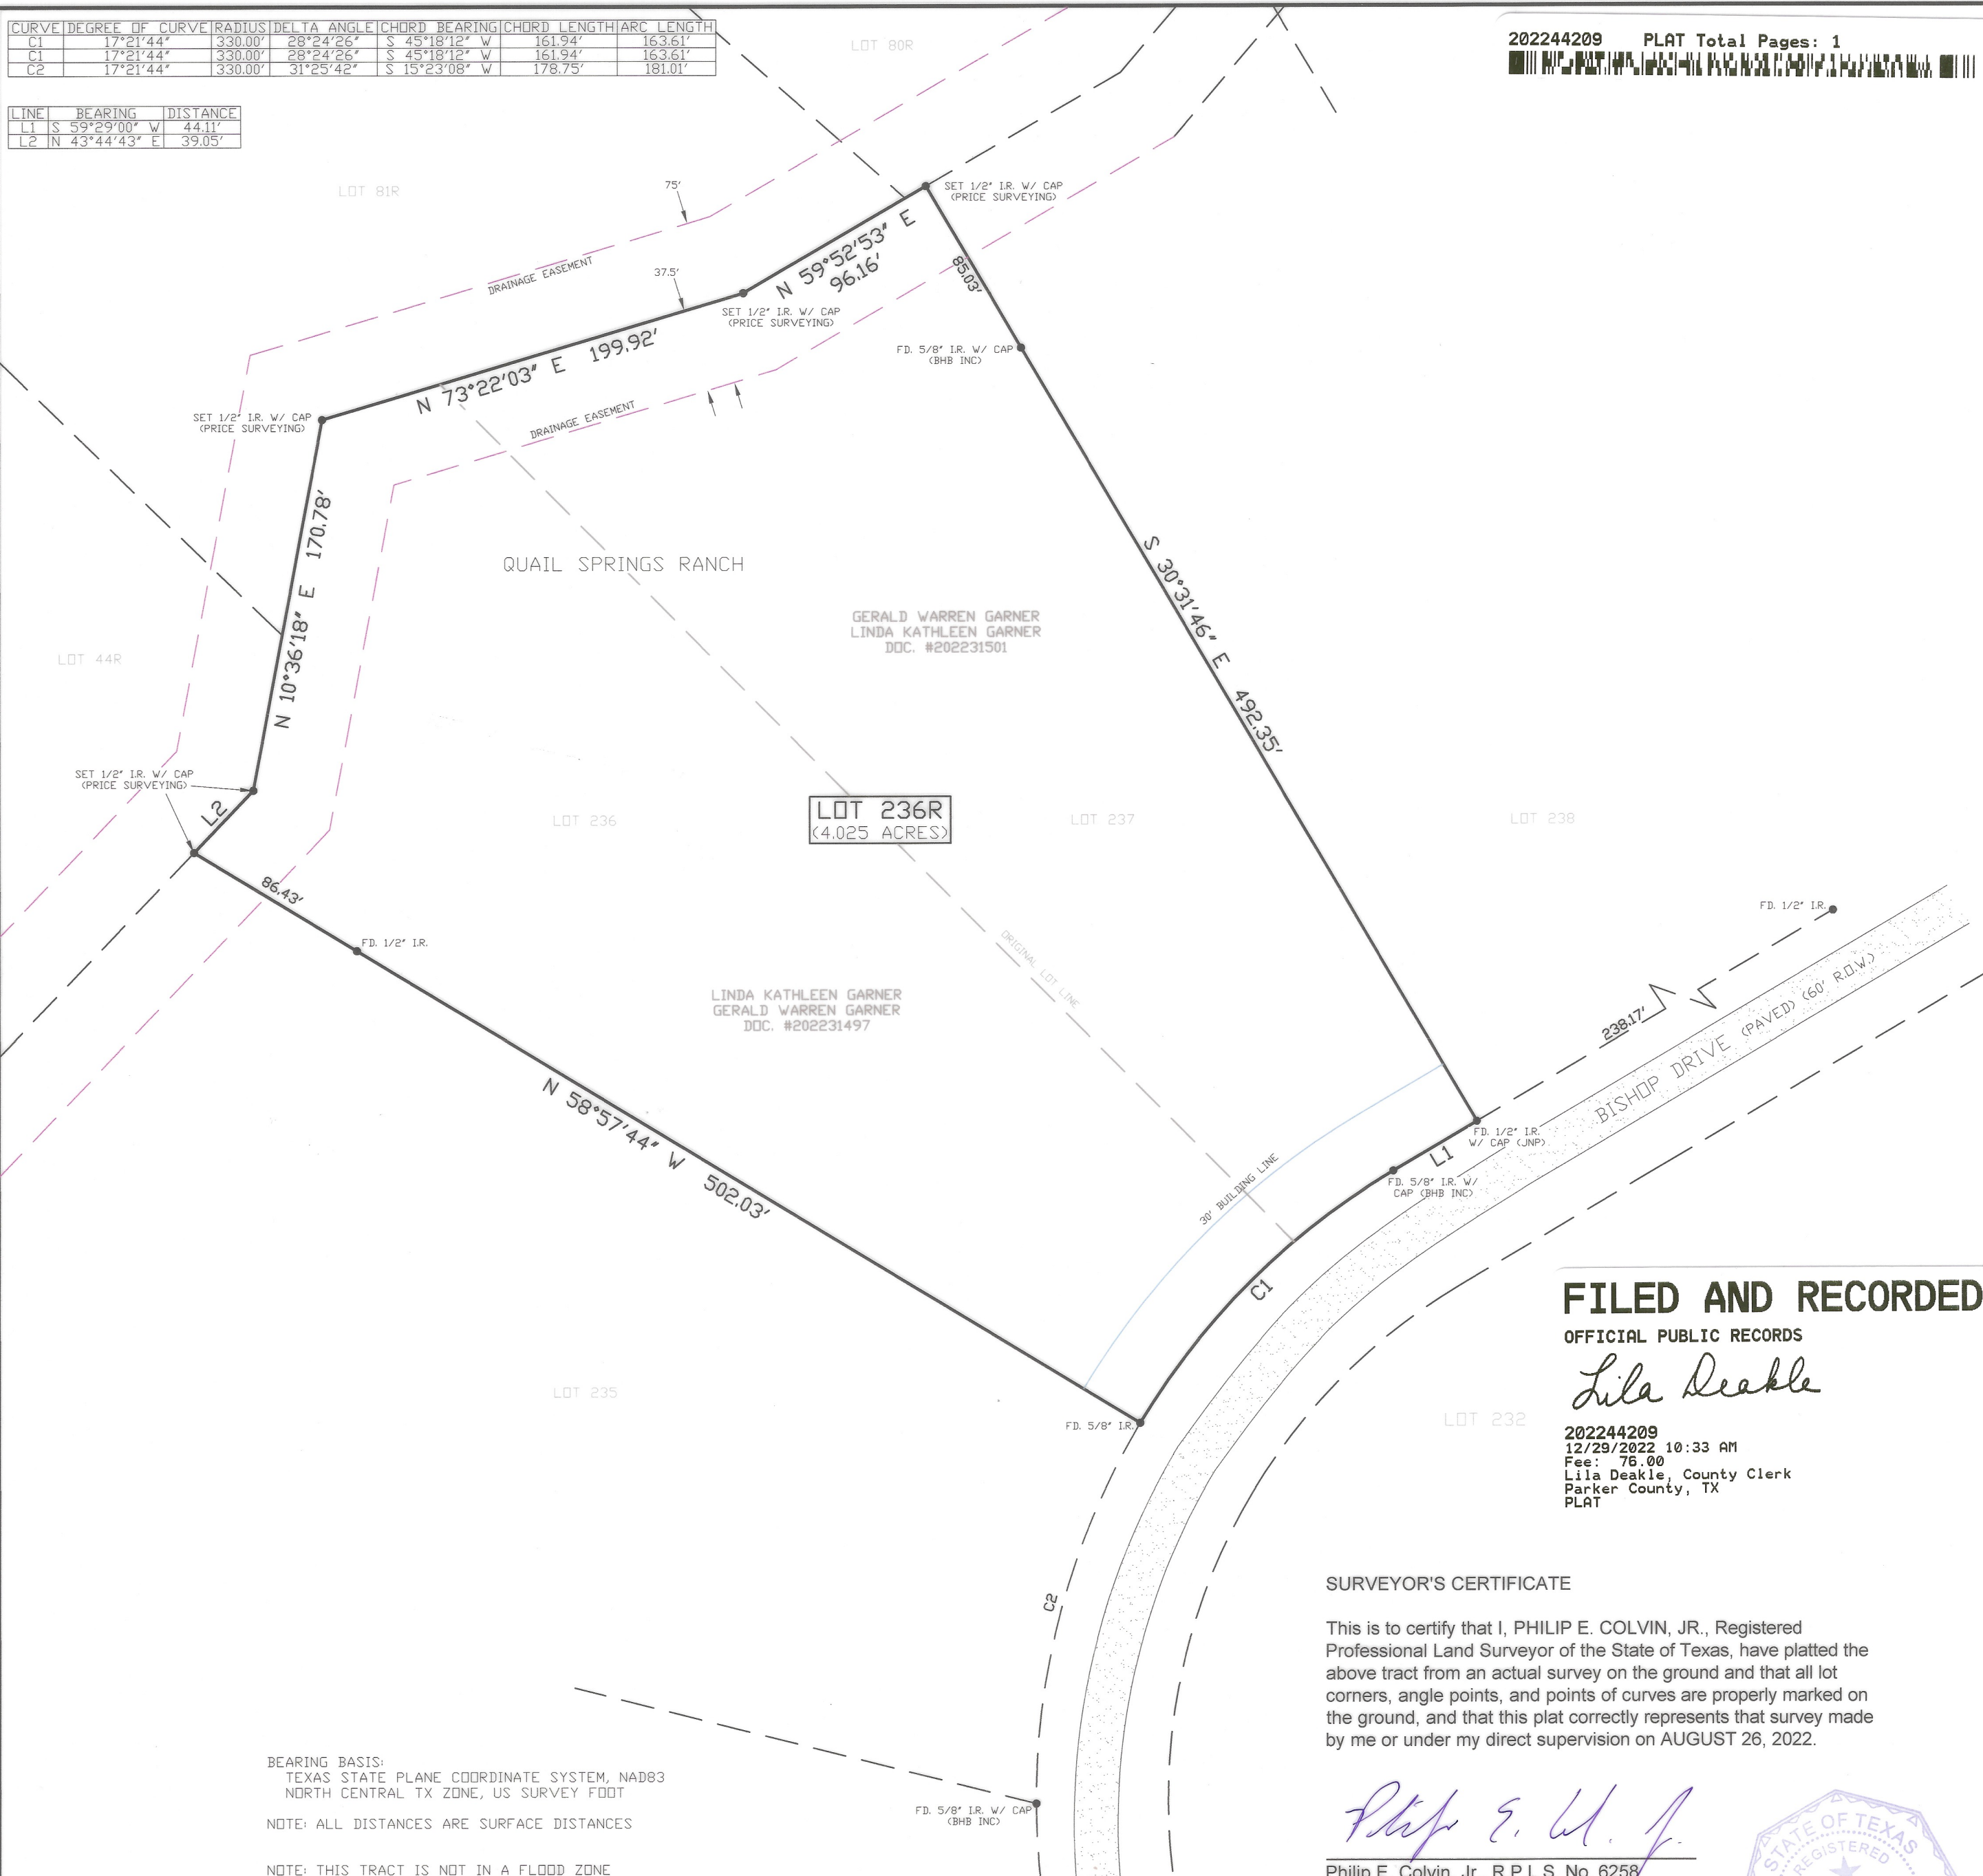 CURVE DEGREE OF CURVE RADIUS DELTA ANGLE CHORD BEARING CHORD LENGTH ARC LENGTH
C1 17°21'44" 330.00' 28°24'26" S 45°18'12" W 161.94' 163.61'
C1 17°21'44" 330.00' 28°24'26" S 45°18'12" W 161.94' 163.61'
C2 17°21'44" 330.00' 31°25'42" S 15°23'08" W 178.75' 181.01'
LINE BEARING DISTANCE
L1 S 59°29'00" W 44.11'
L2 N 43°44'43" E 39.05'
LOT 80R
202244209 PLAT Total Pages: 1
LOT 81R
75'
SET 1/2" I.R. W/ CAP
(PRICE SURVEYING)
DRAINAGE EASEMENT
37.5'
N 59°52'53" E
96.16'
85.03'
SET 1/2" I.R. W/ CAP
(PRICE SURVEYING)
N 73°22'03" E 199.92'
FD. 5/8" I.R. W/ CAP
(BHB INC)
SET 1/2" I.R. W/ CAP
(PRICE SURVEYING)
DRAINAGE EASEMENT
N 10°36'18" E 170.78'
QUAIL SPRINGS RANCH
S 30°31'46" E 492.35'
GERALD WARREN GARNER
LINDA KATHLEEN GARNER
DOC. #202231501
LOT 44R
SET 1/2" I.R. W/ CAP
(PRICE SURVEYING)
L2
LOT 236
LOT 236R
(4.025 ACRES)
LOT 237
LOT 238
86.43'
FD. 1/2" I.R.
FD. 1/2" I.R.
ORIGINAL LOT LINE
LINDA KATHLEEN GARNER
GERALD WARREN GARNER
DOC. #202231497
238.17'
BISHOP DRIVE (PAVED) (60' R.O.W.)
N 58°57'44" W 502.03'
FD. 1/2" I.R.
W/ CAP (JNP)
L1
FD. 5/8" I.R. W/
CAP (BHB INC)
30' BUILDING LINE
C1
LOT 235
FD. 5/8" I.R.
LOT 232
FILED AND RECORDED
OFFICIAL PUBLIC RECORDS
Lila Deakle
202244209
12/29/2022 10:33 AM
Fee: 76.00
Lila Deakle, County Clerk
Parker County, TX
PLAT
C2
SURVEYOR'S CERTIFICATE
This is to certify that I, PHILIP E. COLVIN, JR., Registered
Professional Land Surveyor of the State of Texas, have platted the
above tract from an actual survey on the ground and that all lot
corners, angle points, and points of curves are properly marked on
the ground, and that this plat correctly represents that survey made
by me or under my direct supervision on AUGUST 26, 2022.
BEARING BASIS:
TEXAS STATE PLANE COORDINATE SYSTEM, NAD83
NORTH CENTRAL TX ZONE, US SURVEY FOOT
NOTE: ALL DISTANCES ARE SURFACE DISTANCES
NOTE: THIS TRACT IS NOT IN A FLOOD ZONE
FD. 5/8" I.R. W/ CAP
(BHB INC)
Philip E. Colvin, Jr., R.P.L.S. No. 6258
STATE OF TEXAS
REGISTERED